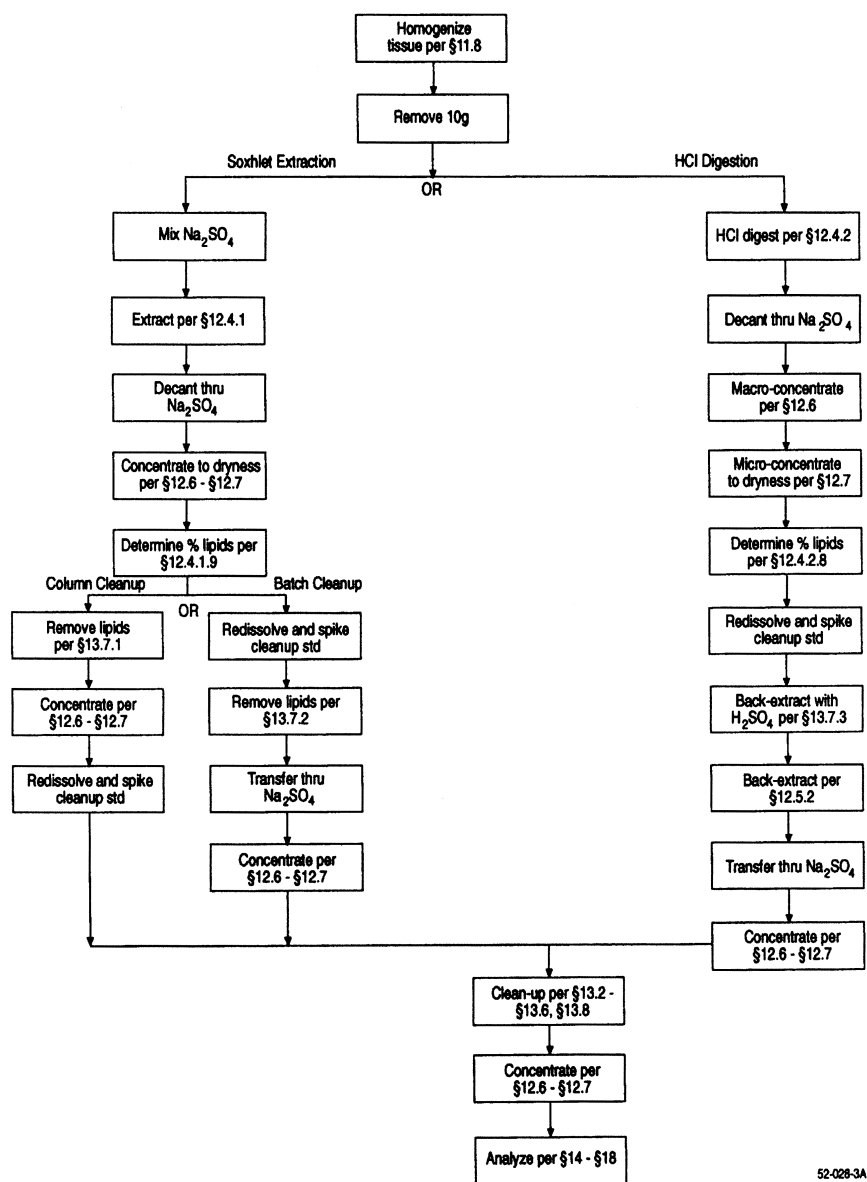 Homogenize
tissue per §11.8
Remove 10g
Soxhlet Extraction
HCl Digestion
OR
Mix Na₂SO₄
Extract per §12.4.1
Decant thru
Na₂SO₄
Concentrate to dryness
per §12.6 - §12.7
Determine % lipids per
§12.4.1.9
Column Cleanup
Batch Cleanup
OR
Remove lipids
per §13.7.1
Concentrate per
§12.6 - §12.7
Redissolve and spike
cleanup std
Redissolve and spike
cleanup std
Remove lipids per
§13.7.2
Transfer thru
Na₂SO₄
Concentrate per
§12.6 - §12.7
HCl digest per §12.4.2
Decant thru Na₂SO₄
Macro-concentrate
per §12.6
Micro-concentrate
to dryness per §12.7
Determine % lipids
per §12.4.2.8
Redissolve and spike
cleanup std
Back-extract with
H₂SO₄ per §13.7.3
Back-extract per
§12.5.2
Transfer thru Na₂SO₄
Concentrate per
§12.6 - §12.7
Clean-up per §13.2 -
§13.6, §13.8
Concentrate per
§12.6 - §12.7
Analyze per §14 - §18
52-026-3A